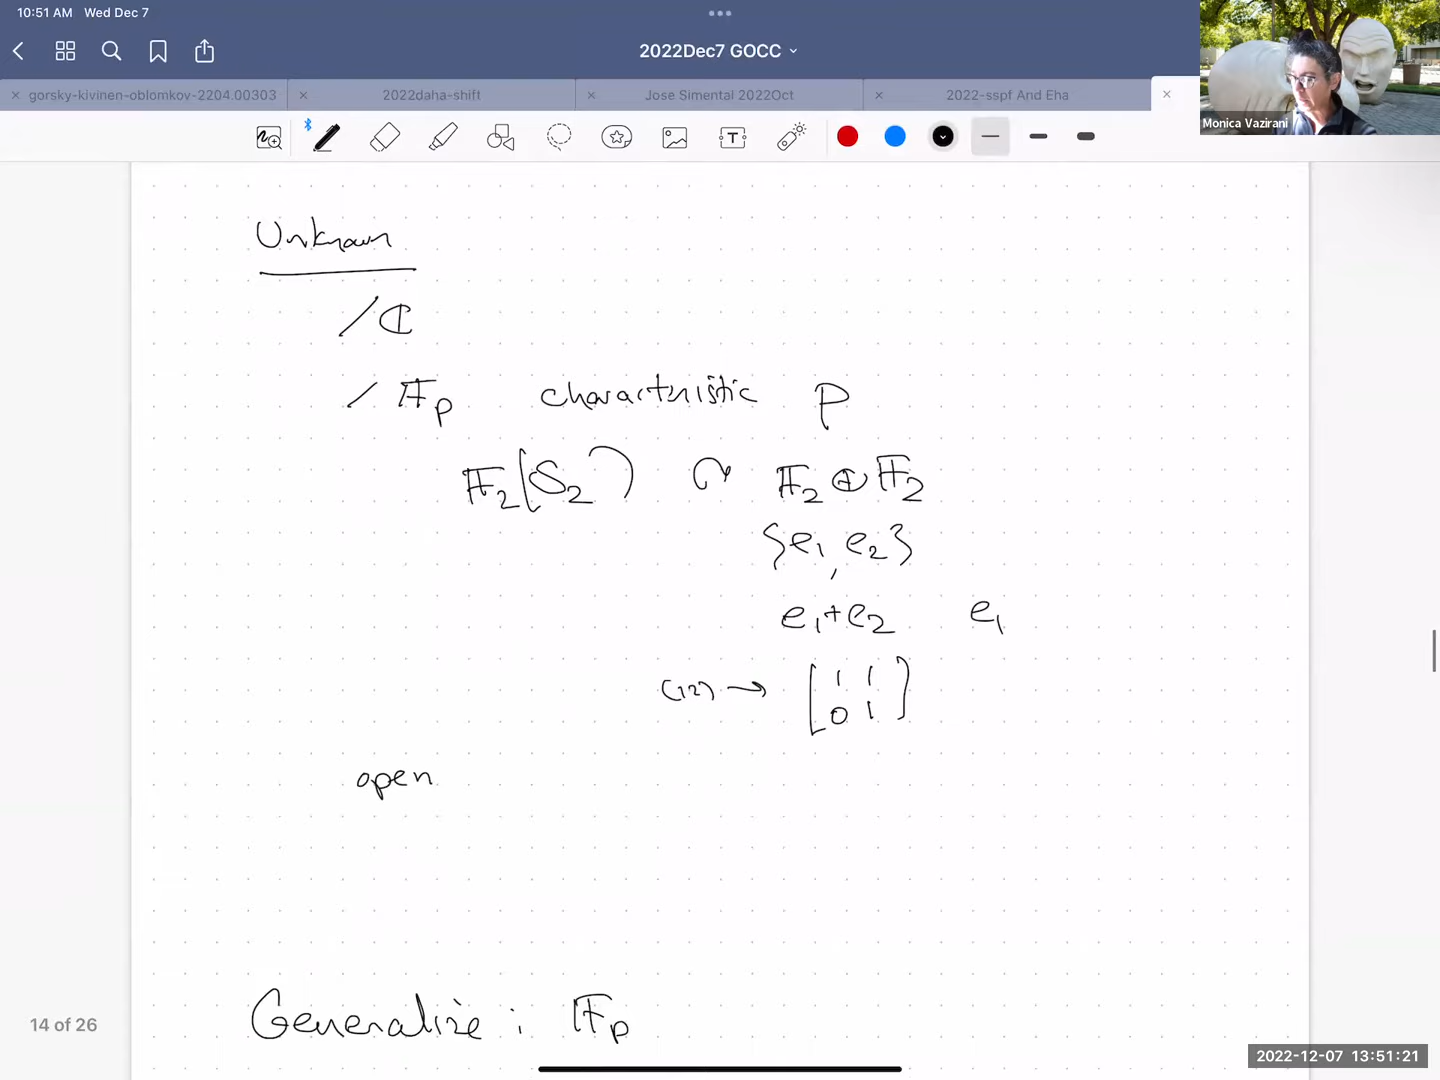 10:51 AM Wed Dec 7
2022Dec7 GOCC
gorsky-kivinen-oblomkov-2204.00303
2022daha-shift
Jose Simental 2022Oct
2022-sspf And Eha
Monica Vazirani
Unknown
/ ℂ
/ 𝔽p characteristic p
𝔽2(S2) ↷ 𝔽2 ⊕ 𝔽2
{e1, e2}
e1+e2 e1
(12) → [1 1
0 1]
open
Generalize : 𝔽p
14 of 26
2022-12-07 13:51:21